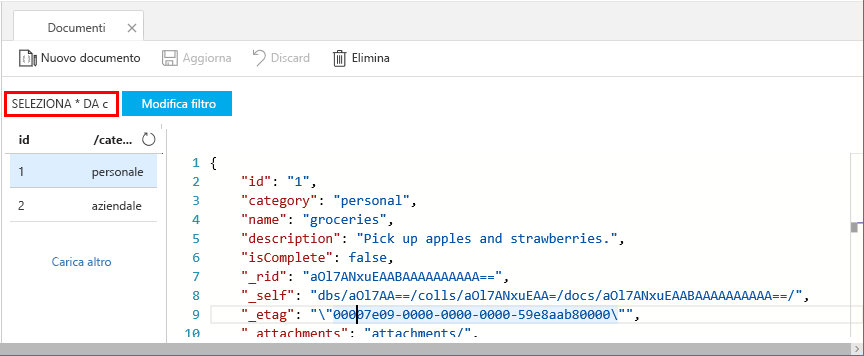 Documenti
Nuovo documento Aggiorna Discard Elimina
SELEZIONA * DA c Modifica filtro
id /cate...
1 personale
2 aziendale
Carica altro
1 {
2 "id": "1",
3 "category": "personal",
4 "name": "groceries",
5 "description": "Pick up apples and strawberries.",
6 "isComplete": false,
7 "_rid": "aOl7ANxuEAABAAAAAAAAAA==",
8 "_self": "dbs/aOl7AA==/colls/aOl7ANxuEAA=/docs/aOl7ANxuEAABAAAAAAAAAA==/",
9 "_etag": "\"00007e09-0000-0000-0000-59e8aab80000\"",
10 "_attachments": "attachments/",